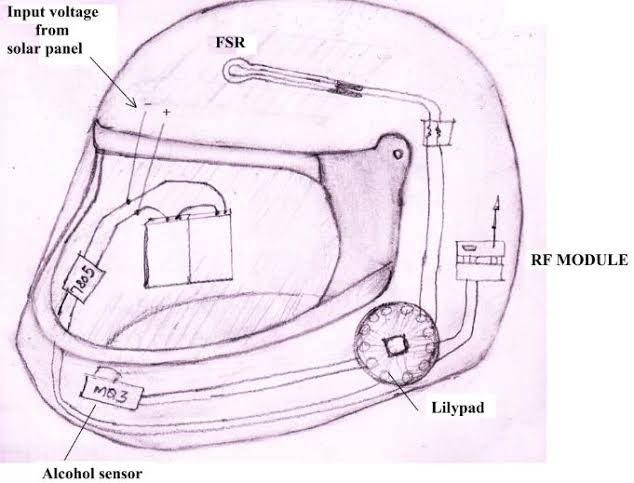 Input voltage
from
solar panel
FSR
− +
7805
RF MODULE
MQ3
Lilypad
Alcohol sensor